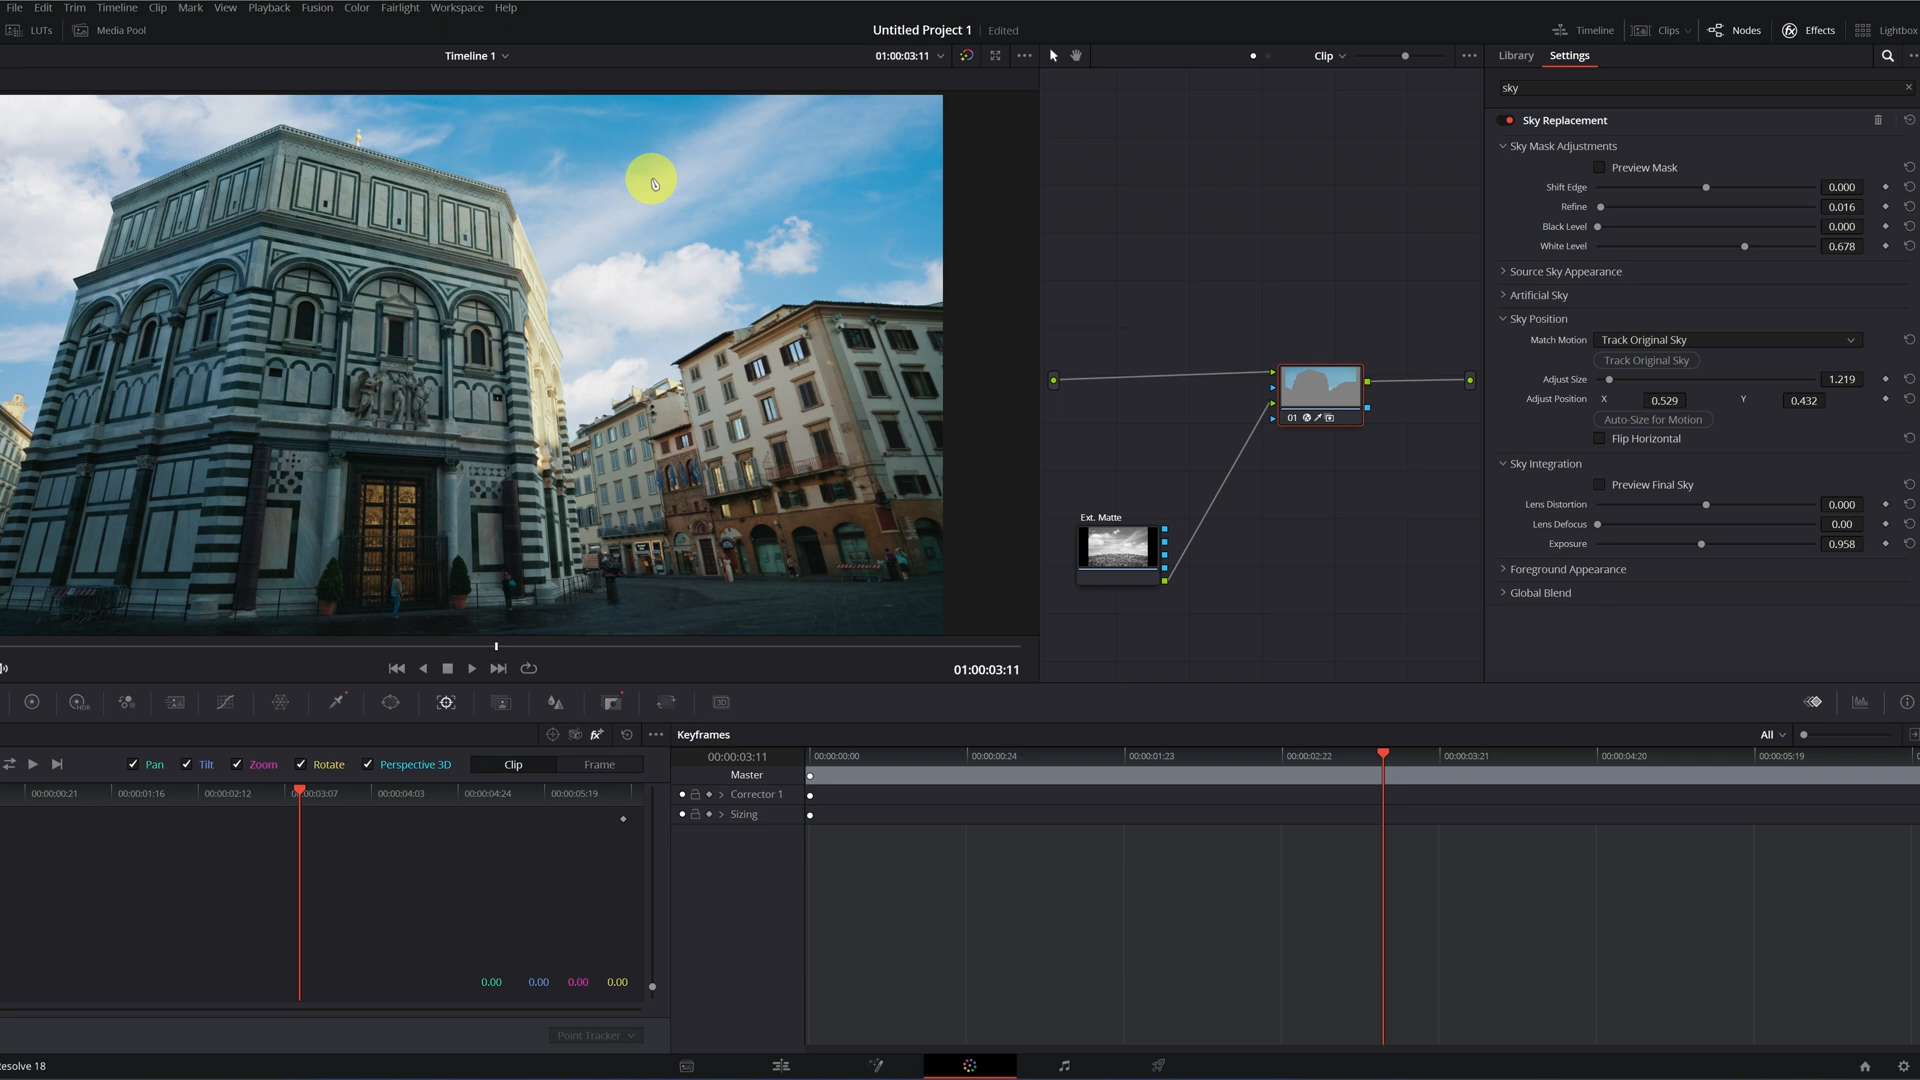 File Edit Trim Timeline Clip Mark View Playback Fusion Color Fairlight Workspace Help
LUTs Media Pool Untitled Project 1 Edited Timeline Clips Nodes Effects Lightbox
Timeline 1 01:00:03:11 Clip Library Settings
sky
Sky Replacement
Sky Mask Adjustments
Preview Mask
Shift Edge 0.000
Refine 0.016
Black Level 0.000
White Level 0.678
Source Sky Appearance
Artificial Sky
Sky Position
Match Motion Track Original Sky
Track Original Sky
Adjust Size 1.219
Adjust Position X 0.529 Y 0.432
Auto-Size for Motion
Flip Horizontal
Sky Integration
Preview Final Sky
Lens Distortion 0.000
Lens Defocus 0.00
Exposure 0.958
Foreground Appearance
Global Blend
01
Ext. Matte
01:00:03:11
HDR
3D
Keyframes All
00:00:03:11 00:00:00:00 00:00:00:24 00:00:01:23 00:00:02:22 00:00:03:21 00:00:04:20 00:00:05:19
Master
Corrector 1
Sizing
Pan Tilt Zoom Rotate Perspective 3D Clip Frame
00:00:00:21 00:00:01:16 00:00:02:12 00:00:03:07 00:00:04:03 00:00:04:24 00:00:05:19
0.00 0.00 0.00 0.00
Point Tracker
esolve 18